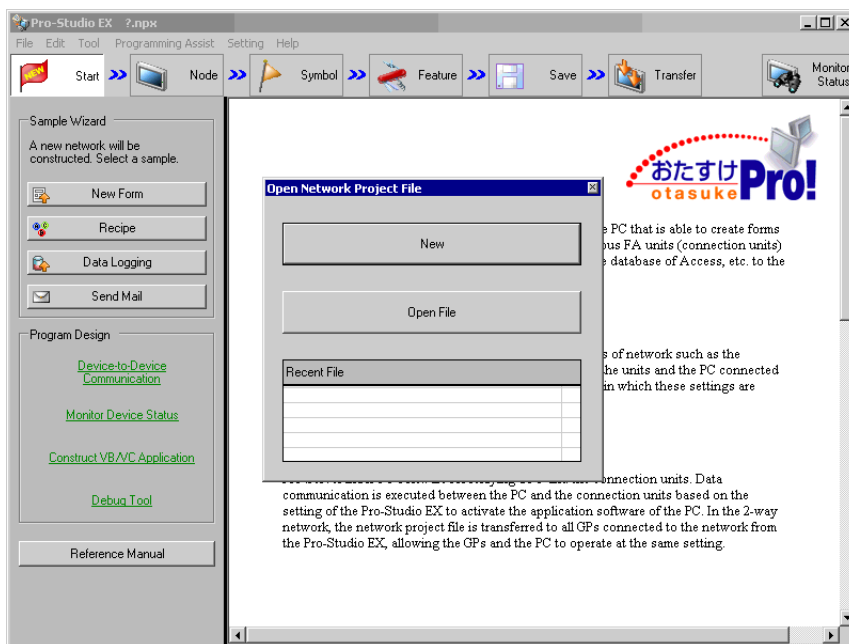 Pro-Studio EX ?.npx
File Edit Tool Programming Assist Setting Help
NEW Start Node Symbol Feature Save Transfer Monitor Status
Sample Wizard
A new network will be
constructed. Select a sample.
New Form
Recipe
Data Logging
Send Mail
Program Design
Device-to-Device
Communication
Monitor Device Status
Construct VB/VC Application
Debug Tool
Reference Manual
おたすけ Pro!
otasuke
Open Network Project File
New
Open File
Recent File
PC that is able to create forms
ous FA units (connection units)
database of Access, etc. to the
s of network such as the
he units and the PC connected
in which these settings are
connection units. Data
communication is executed between the PC and the connection units based on the
setting of the Pro-Studio EX to activate the application software of the PC. In the 2-way
network, the network project file is transferred to all GPs connected to the network from
the Pro-Studio EX, allowing the GPs and the PC to operate at the same setting.